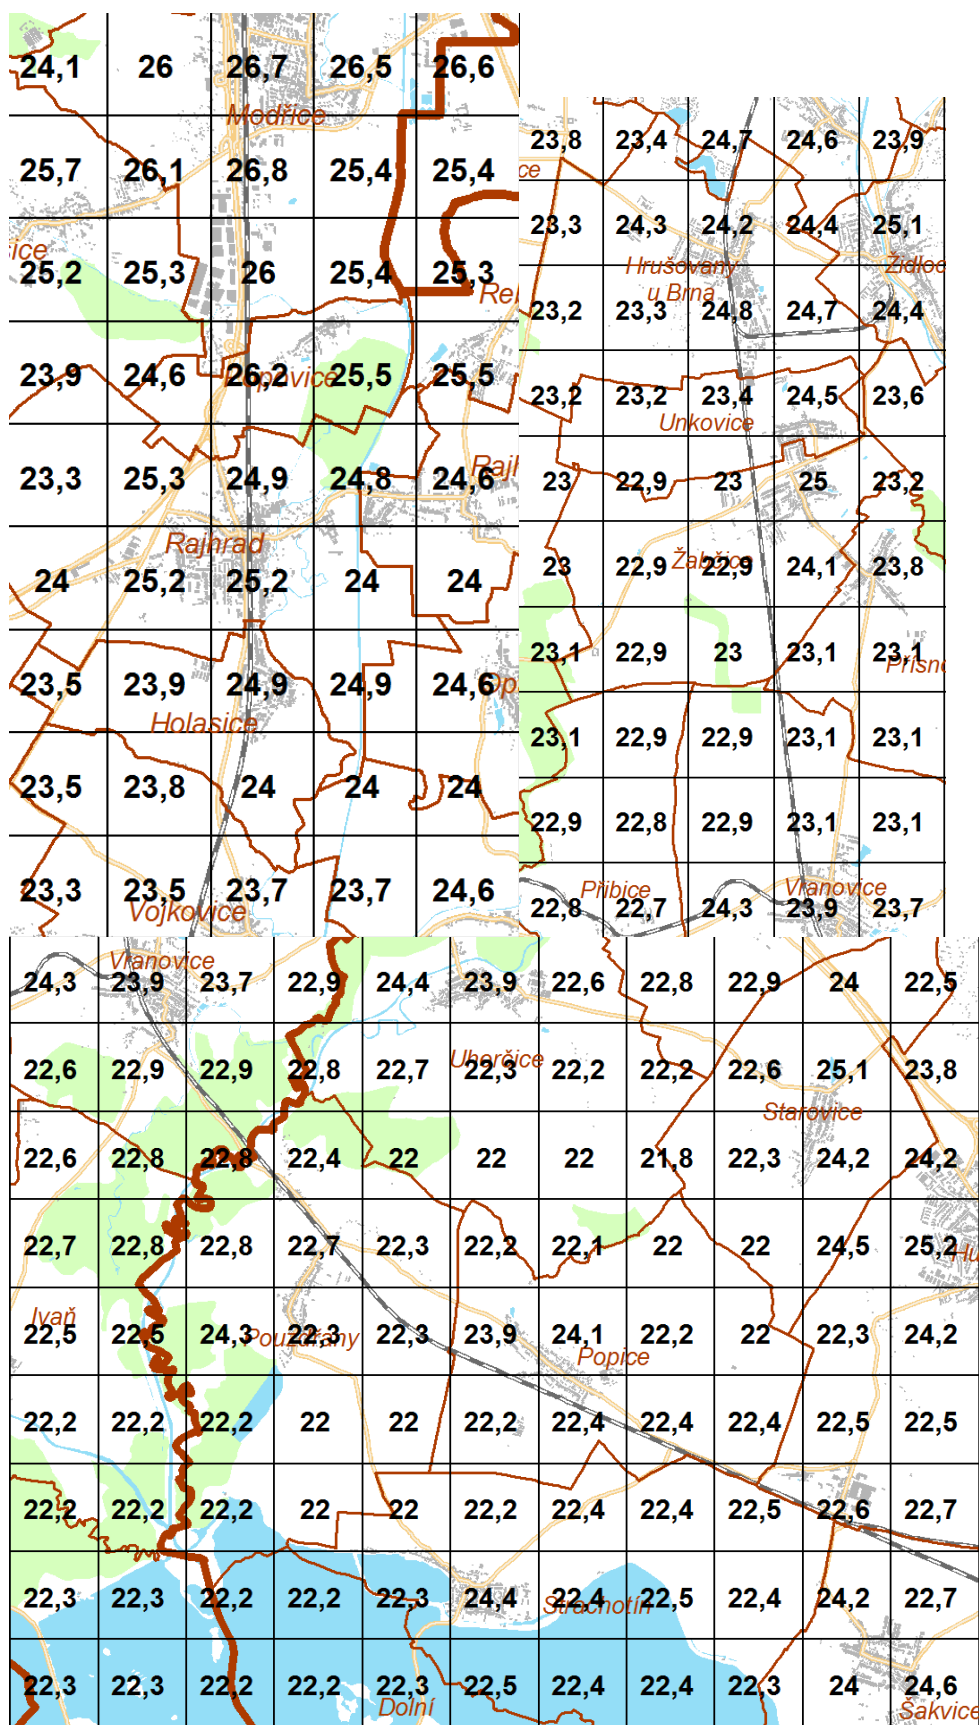 24,1 26 26,7 26,5 26,6
Modřice
25,7 26,1 26,8 25,4 25,4
ice
25,2 25,3 26 25,4 25,3
Re
23,9 24,6 26,2 25,5 25,5
Popovice
23,3 25,3 24,9 24,8 24,6
Rajh
Rajhrad
24 25,2 25,2 24 24
23,5 23,9 24,9 24,9 24,6
Op
Holasice
23,5 23,8 24 24 24
23,3 23,5 23,7 23,7 24,6
Vojkovice
23,8 23,4 24,7 24,6 23,9
ce
23,3 24,3 24,2 24,4 25,1
Hrušovany
u Brna
Židloc
23,2 23,3 24,8 24,7 24,4
23,2 23,2 23,4 24,5 23,6
Unkovice
23 22,9 23 25 23,2
Žabčice
23 22,9 22,9 24,1 23,8
23,1 22,9 23 23,1 23,1
Přísno
23,1 22,9 22,9 23,1 23,1
22,9 22,8 22,9 23,1 23,1
Přibice Vranovice
22,8 22,7 24,3 23,9 23,7
Vranovice
24,3 23,9 23,7 22,9 24,4 23,9 22,6 22,8 22,9 24 22,5
Uherčice
22,6 22,9 22,9 22,8 22,7 22,3 22,2 22,2 22,6 25,1 23,8
Starovice
22,6 22,8 22,8 22,4 22 22 22 21,8 22,3 24,2 24,2
22,7 22,8 22,8 22,7 22,3 22,2 22,1 22 22 24,5 25,2
Hu
Ivaň
22,5 22,5 24,3 22,3 22,3 23,9 24,1 22,2 22 22,3 24,2
Pouzdřany
Popice
22,2 22,2 22,2 22 22 22,2 22,4 22,4 22,4 22,5 22,5
22,2 22,2 22,2 22 22 22,2 22,4 22,4 22,5 22,6 22,7
22,3 22,3 22,2 22,2 22,3 24,4 22,4 22,5 22,4 24,2 22,7
Strachotín
22,3 22,3 22,2 22,2 22,3 22,5 22,4 22,4 22,3 24 24,6
Dolní
Šakvice